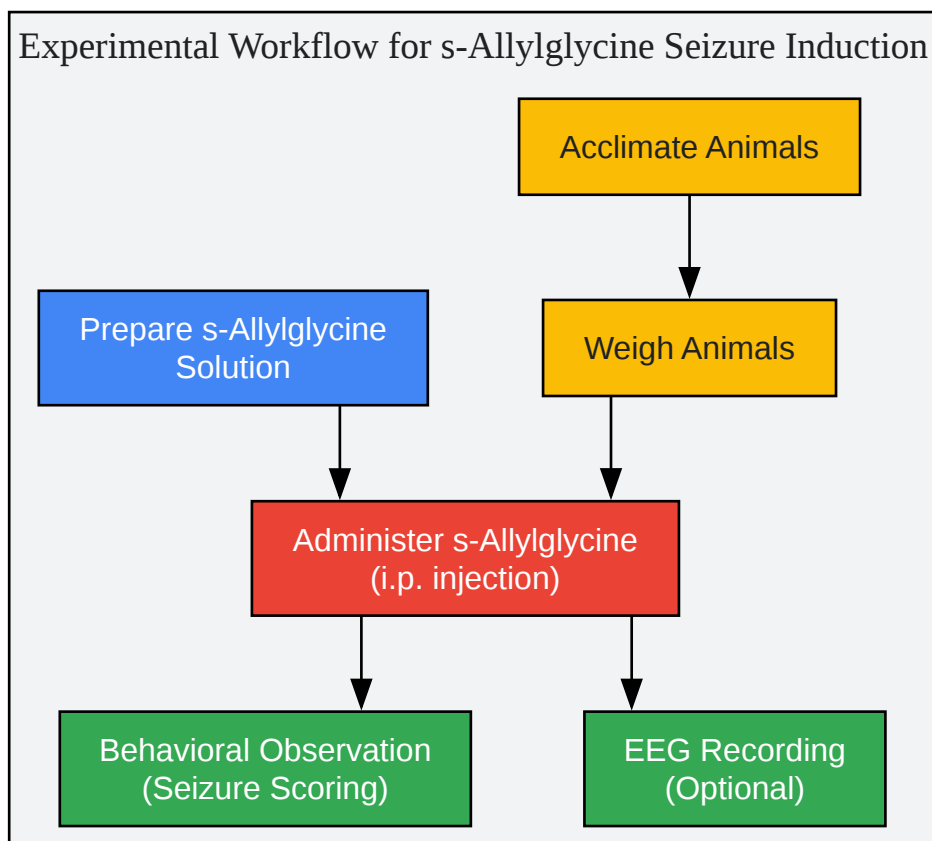 Experimental Workflow for s-Allylglycine Seizure Induction
Acclimate Animals
Prepare s-Allylglycine
Solution
Weigh Animals
Administer s-Allylglycine
(i.p. injection)
Behavioral Observation
(Seizure Scoring)
EEG Recording
(Optional)